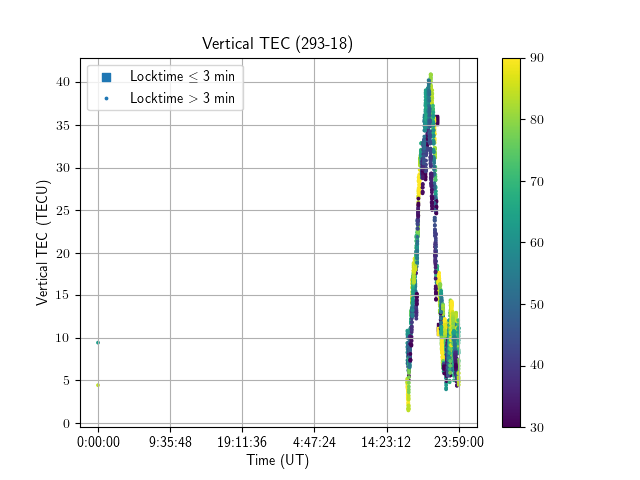 Vertical TEC (293-18)
Locktime ≤ 3 min
Locktime > 3 min
Vertical TEC (TECU)
40
35
30
25
20
15
10
5
0
0:00:00 9:35:48 19:11:36 4:47:24 14:23:12 23:59:00
Time (UT)
90
80
70
60
50
40
30